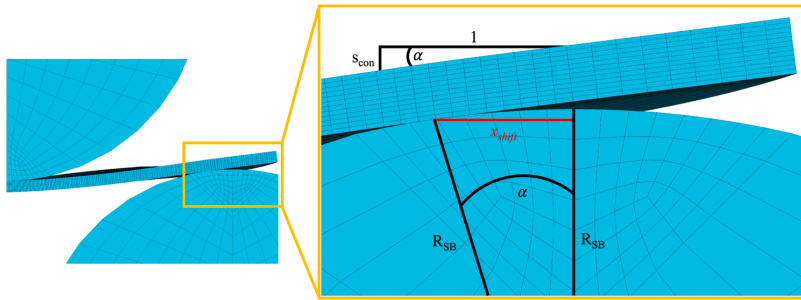 1
s_con α
x_shift
α
R_SB R_SB